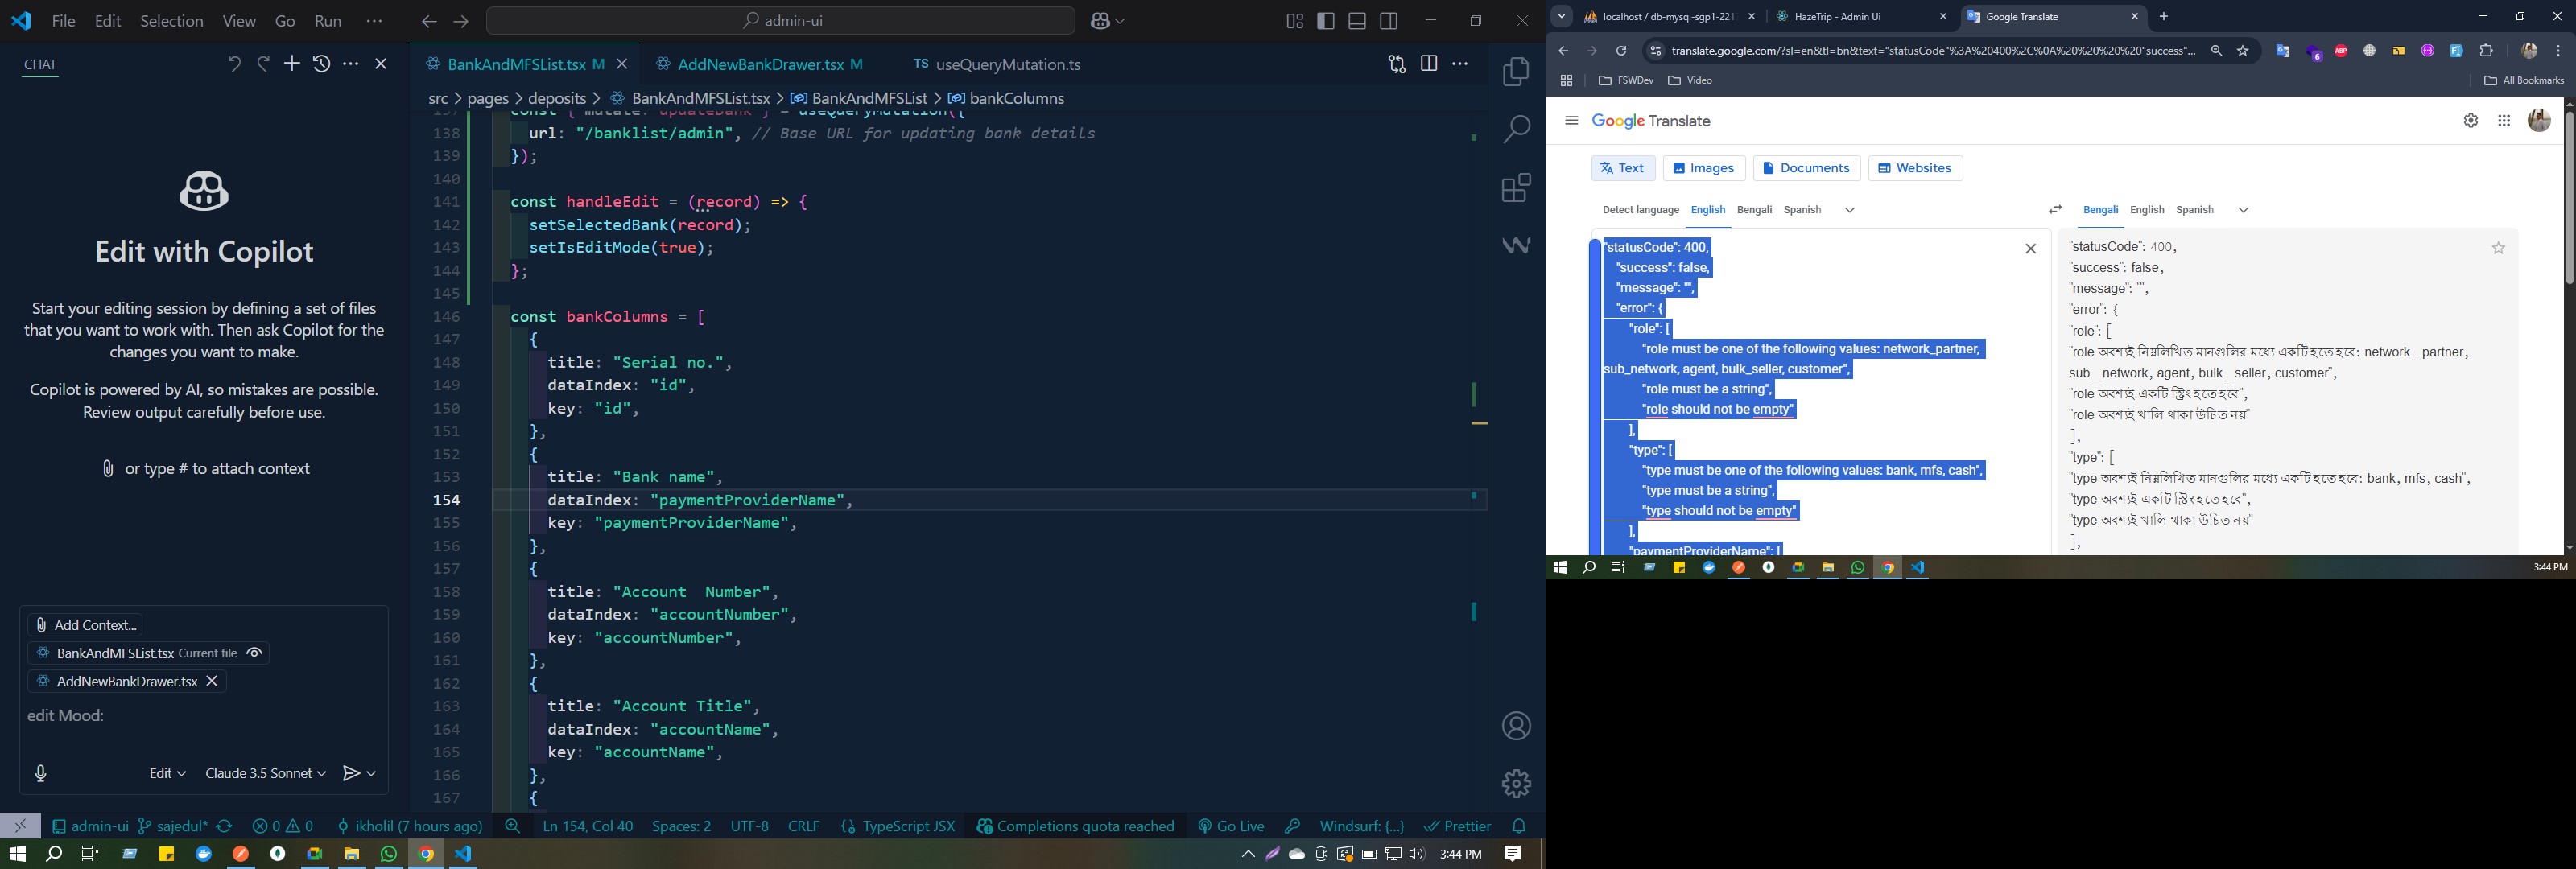 File Edit Selection View Go Run ···
admin-ui
CHAT
Edit with Copilot
Start your editing session by defining a set of files
that you want to work with. Then ask Copilot for the
changes you want to make.
Copilot is powered by AI, so mistakes are possible.
Review output carefully before use.
or type # to attach context
Add Context...
BankAndMFSList.tsx Current file
AddNewBankDrawer.tsx
edit Mood:
Edit Claude 3.5 Sonnet
BankAndMFSList.tsx M
AddNewBankDrawer.tsx M
TS useQueryMutation.ts
src > pages > deposits > BankAndMFSList.tsx > BankAndMFSList > bankColumns
137 const { mutate: updateBank } = useQueryMutation({
138 url: "/banklist/admin", // Base URL for updating bank details
139 });
140
141 const handleEdit = (record) => {
142 setSelectedBank(record);
143 setIsEditMode(true);
144 };
145
146 const bankColumns = [
147 {
148 title: "Serial no.",
149 dataIndex: "id",
150 key: "id",
151 },
152 {
153 title: "Bank name",
154 dataIndex: "paymentProviderName",
155 key: "paymentProviderName",
156 },
157 {
158 title: "Account  Number",
159 dataIndex: "accountNumber",
160 key: "accountNumber",
161 },
162 {
163 title: "Account Title",
164 dataIndex: "accountName",
165 key: "accountName",
166 },
167 {
admin-ui sajedul* 0 0 ikholil (7 hours ago) Ln 154, Col 40 Spaces: 2 UTF-8 CRLF TypeScript JSX Completions quota reached Go Live Windsurf: {...} Prettier
3:44 PM
localhost / db-mysql-sgp1-221
HazeTrip - Admin Ui
Google Translate
translate.google.com/?sl=en&tl=bn&text="statusCode"%3A%20400%2C%0A%20%20%20%20"success"...
FSWDev Video All Bookmarks
Google Translate
Text Images Documents Websites
Detect language English Bengali Spanish
Bengali English Spanish
"statusCode": 400,
"success": false,
"message": "",
"error": {
"role": [
"role must be one of the following values: network_partner,
sub_network, agent, bulk_seller, customer",
"role must be a string",
"role should not be empty"
],
"type": [
"type must be one of the following values: bank, mfs, cash",
"type must be a string",
"type should not be empty"
],
"paymentProviderName": [
"statusCode": 400,
"success": false,
"message": "",
"error": {
"role": [
"role অবশ্যই নিম্নলিখিত মানগুলির মধ্যে একটি হতে হবে: network_partner,
sub_network, agent, bulk_seller, customer",
"role অবশ্যই একটি স্ট্রিং হতে হবে",
"role অবশ্যই খালি থাকা উচিত নয়"
],
"type": [
"type অবশ্যই নিম্নলিখিত মানগুলির মধ্যে একটি হতে হবে: bank, mfs, cash",
"type অবশ্যই একটি স্ট্রিং হতে হবে",
"type অবশ্যই খালি থাকা উচিত নয়"
],
3:44 PM